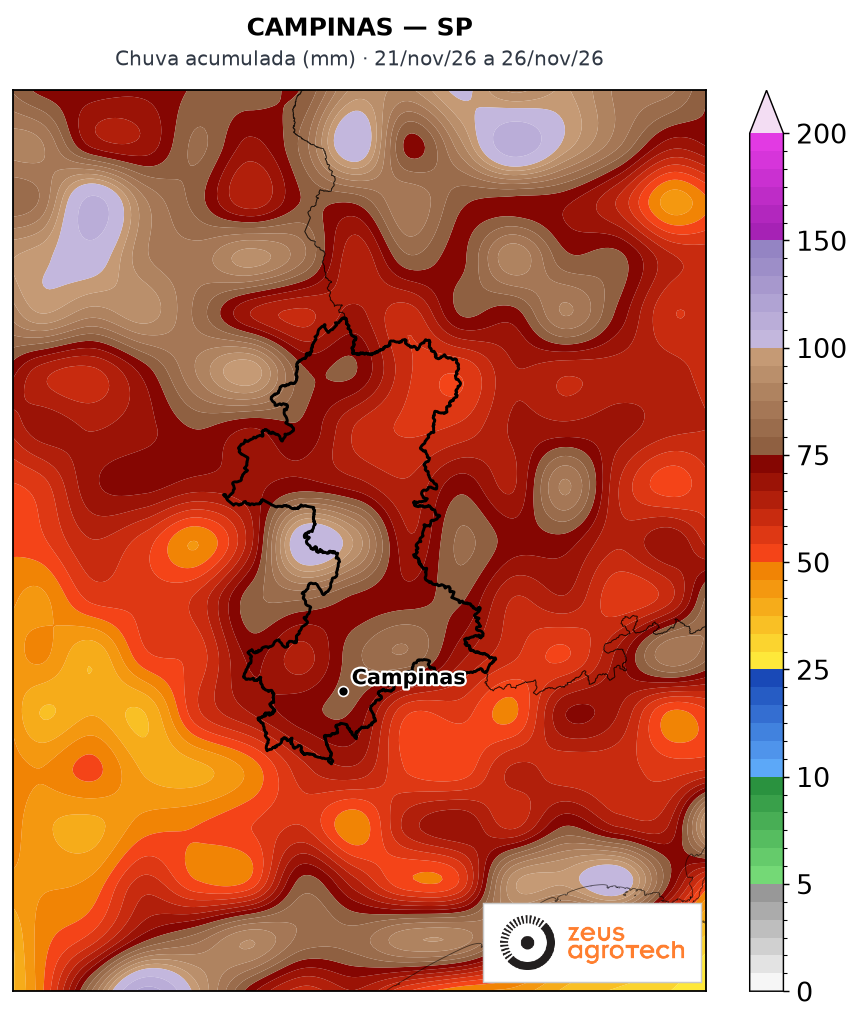 CAMPINAS — SP
Chuva acumulada (mm) · 21/nov/26 a 26/nov/26
200
150
100
75
50
25
10
5
0
Campinas
zeus
agrotech